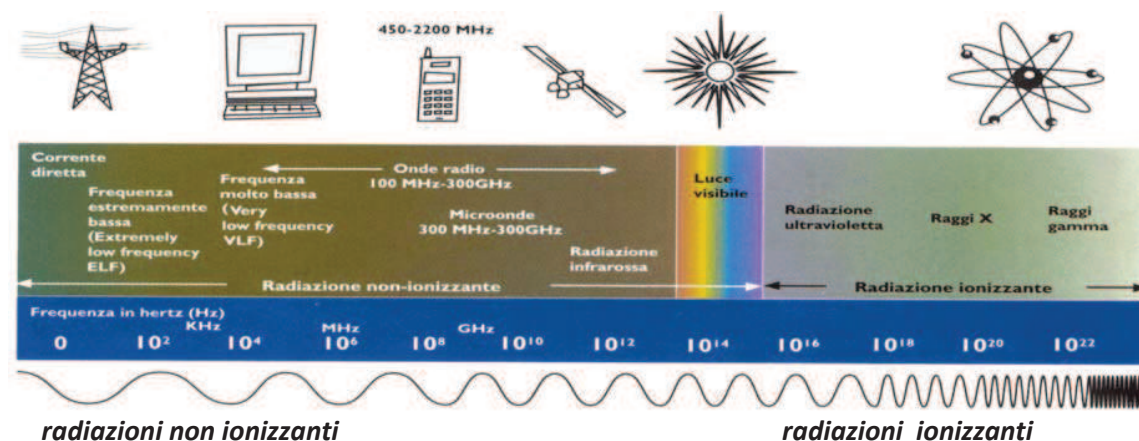 450-2200 MHz
Corrente
diretta
Frequenza
estremamente
bassa
(Extremely
low frequency
ELF)
Frequenza
molto bassa
(Very
low frequency
VLF)
Onde radio
100 MHz-300GHz
Microonde
300 MHz-300GHz
Radiazione
infrarossa
Luce
visibile
Radiazione
ultravioletta
Raggi X
Raggi
gamma
Radiazione non-ionizzante
Radiazione ionizzante
Frequenza in hertz (Hz)
KHz MHz GHz
0 10² 10⁴ 10⁶ 10⁸ 10¹⁰ 10¹² 10¹⁴ 10¹⁶ 10¹⁸ 10²⁰ 10²²
radiazioni non ionizzanti radiazioni ionizzanti